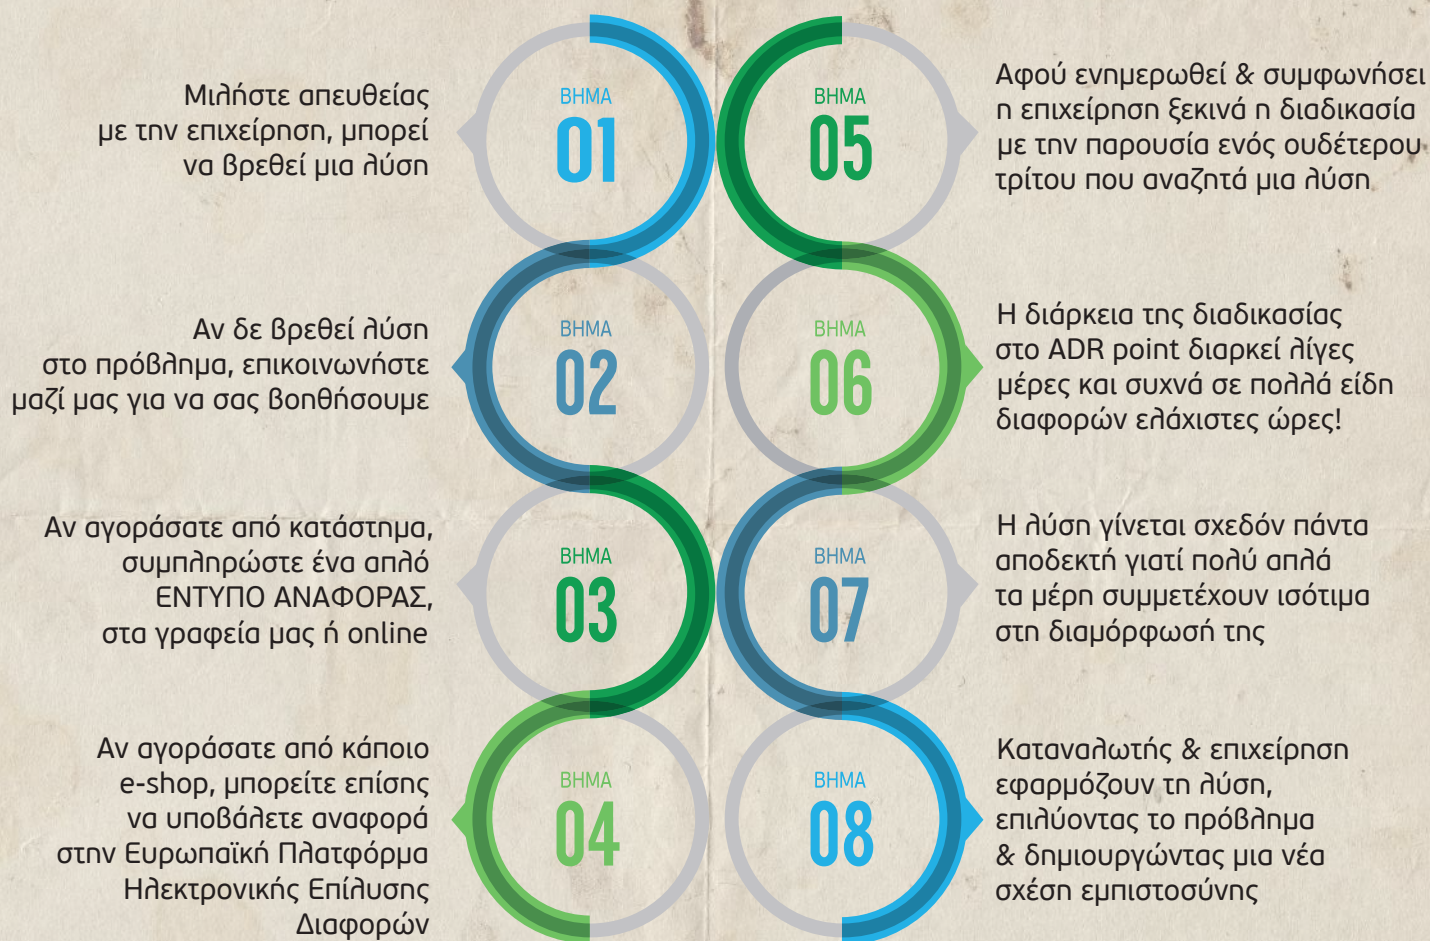 Μιλήστε απευθείας
με την επιχείρηση, μπορεί
να βρεθεί μια λύση
ΒΗΜΑ
01
Αν δε βρεθεί λύση
στο πρόβλημα, επικοινωνήστε
μαζί μας για να σας βοηθήσουμε
ΒΗΜΑ
02
Αν αγοράσατε από κατάστημα,
συμπληρώστε ένα απλό
ΕΝΤΥΠΟ ΑΝΑΦΟΡΑΣ,
στα γραφεία μας ή online
ΒΗΜΑ
03
Αν αγοράσατε από κάποιο
e-shop, μπορείτε επίσης
να υποβάλετε αναφορά
στην Ευρωπαϊκή Πλατφόρμα
Ηλεκτρονικής Επίλυσης
Διαφορών
ΒΗΜΑ
04
ΒΗΜΑ
05
Αφού ενημερωθεί & συμφωνήσει
η επιχείρηση ξεκινά η διαδικασία
με την παρουσία ενός ουδέτερου
τρίτου που αναζητά μια λύση
ΒΗΜΑ
06
Η διάρκεια της διαδικασίας
στο ADR point διαρκεί λίγες
μέρες και συχνά σε πολλά είδη
διαφορών ελάχιστες ώρες!
ΒΗΜΑ
07
Η λύση γίνεται σχεδόν πάντα
αποδεκτή γιατί πολύ απλά
τα μέρη συμμετέχουν ισότιμα
στη διαμόρφωσή της
ΒΗΜΑ
08
Καταναλωτής & επιχείρηση
εφαρμόζουν τη λύση,
επιλύοντας το πρόβλημα
& δημιουργώντας μια νέα
σχέση εμπιστοσύνης